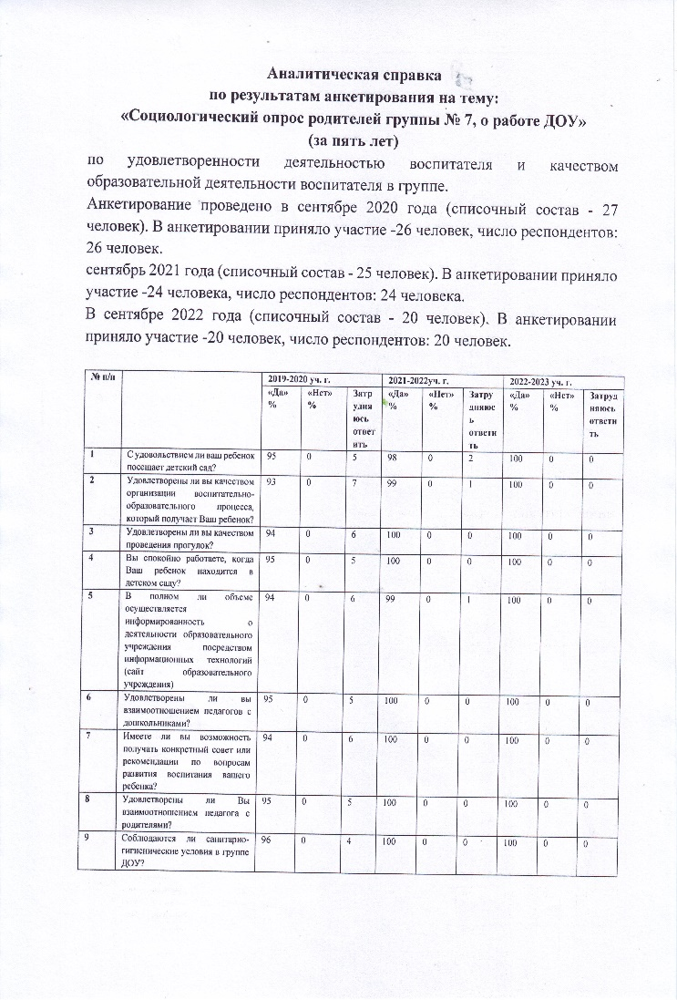 Аналитическая справка
по результатам анкетирования на тему:
«Социологический опрос родителей группы № 7, о работе ДОУ»
(за пять лет)
по удовлетворенности деятельностью воспитателя и качеством
образовательной деятельности воспитателя в группе.
Анкетирование проведено в сентябре 2020 года (списочный состав - 27
человек). В анкетировании приняло участие -26 человек, число респондентов:
26 человек.
сентябрь 2021 года (списочный состав - 25 человек). В анкетировании приняло
участие -24 человека, число респондентов: 24 человека.
В сентябре 2022 года (списочный состав - 20 человек). В анкетировании
приняло участие -20 человек, число респондентов: 20 человек.
№ п/п 2019-2020 уч. г. 2021-2022уч. г. 2022-2023 уч. г.
«Да» «Нет» Затр «Да» «Нет» Затру «Да» «Нет» Затруд
% % удня % % дняюс % % няюсь
юсь ь ответи
ответ ответи ть
ить ть
1 С удовольствием ли ваш ребенок 95 0 5 98 0 2 100 0 0
посещает детский сад?
2 Удовлетворены ли вы качеством 93 0 7 99 0 1 100 0 0
организации воспитательно-
образовательного процесса,
который получает Ваш ребенок?
3 Удовлетворены ли вы качеством 94 0 6 100 0 0 100 0 0
проведения прогулок?
4 Вы спокойно работаете, когда 95 0 5 100 0 0 100 0 0
Ваш ребенок находится в
детском саду?
5 В полном ли объеме 94 0 6 99 0 1 100 0 0
осуществляется
информированность о
деятельности образовательного
учреждения посредством
информационных технологий
(сайт образовательного
учреждения)
6 Удовлетворены ли вы 95 0 5 100 0 0 100 0 0
взаимоотношением педагогов с
дошкольниками?
7 Имеете ли вы возможность 94 0 6 100 0 0 100 0 0
получать конкретный совет или
рекомендации по вопросам
развития воспитания вашего
ребенка?
8 Удовлетворены ли Вы 95 0 5 100 0 0 100 0 0
взаимоотношением педагога с
родителями?
9 Соблюдаются ли санитарно- 96 0 4 100 0 0 100 0 0
гигиенические условия в группе
ДОУ?